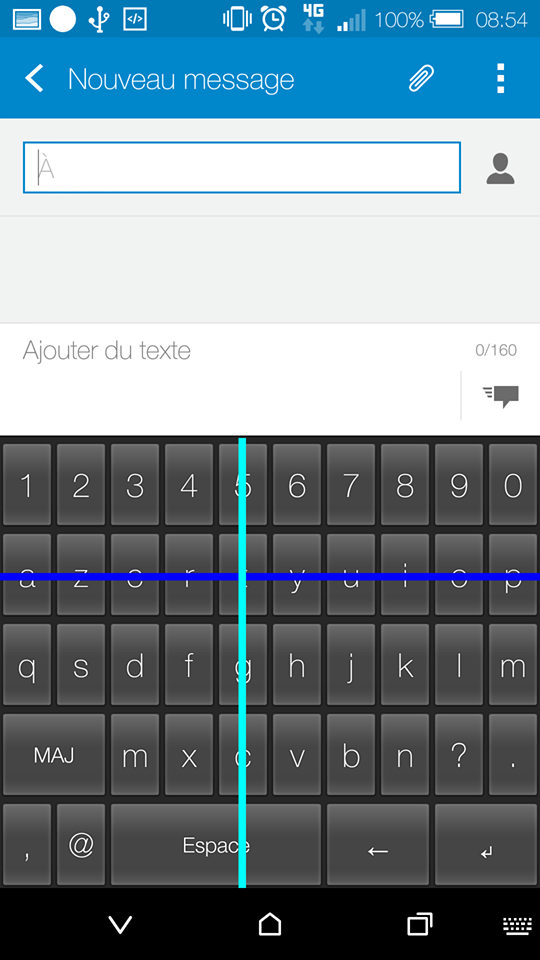 4G 100% 08:54
Nouveau message
À
Ajouter du texte 0/160
1 2 3 4 5 6 7 8 9 0
a z e r t y u i o p
q s d f g h j k l m
MAJ m x c v b n ? .
, @ Espace ← ↵